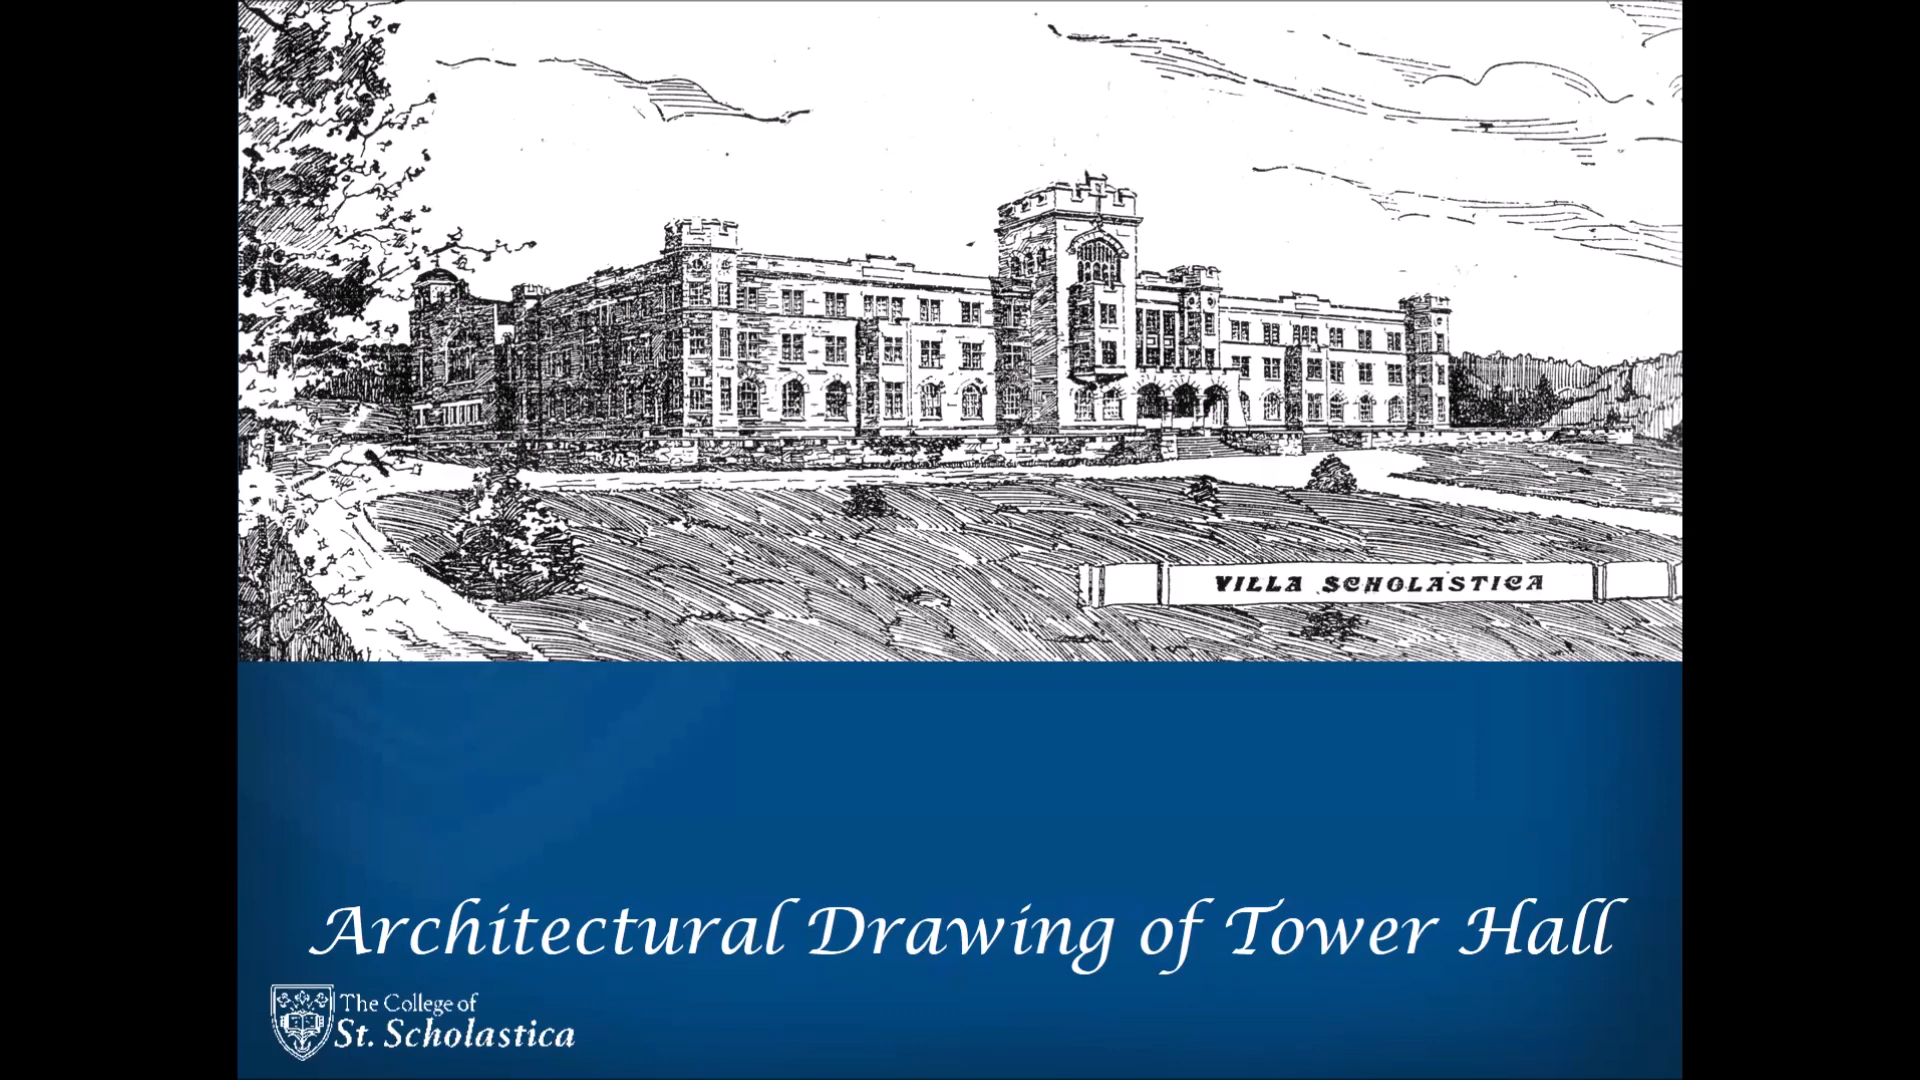 VILLA SCHOLASTICA
Architectural Drawing of Tower Hall
The College of
St. Scholastica